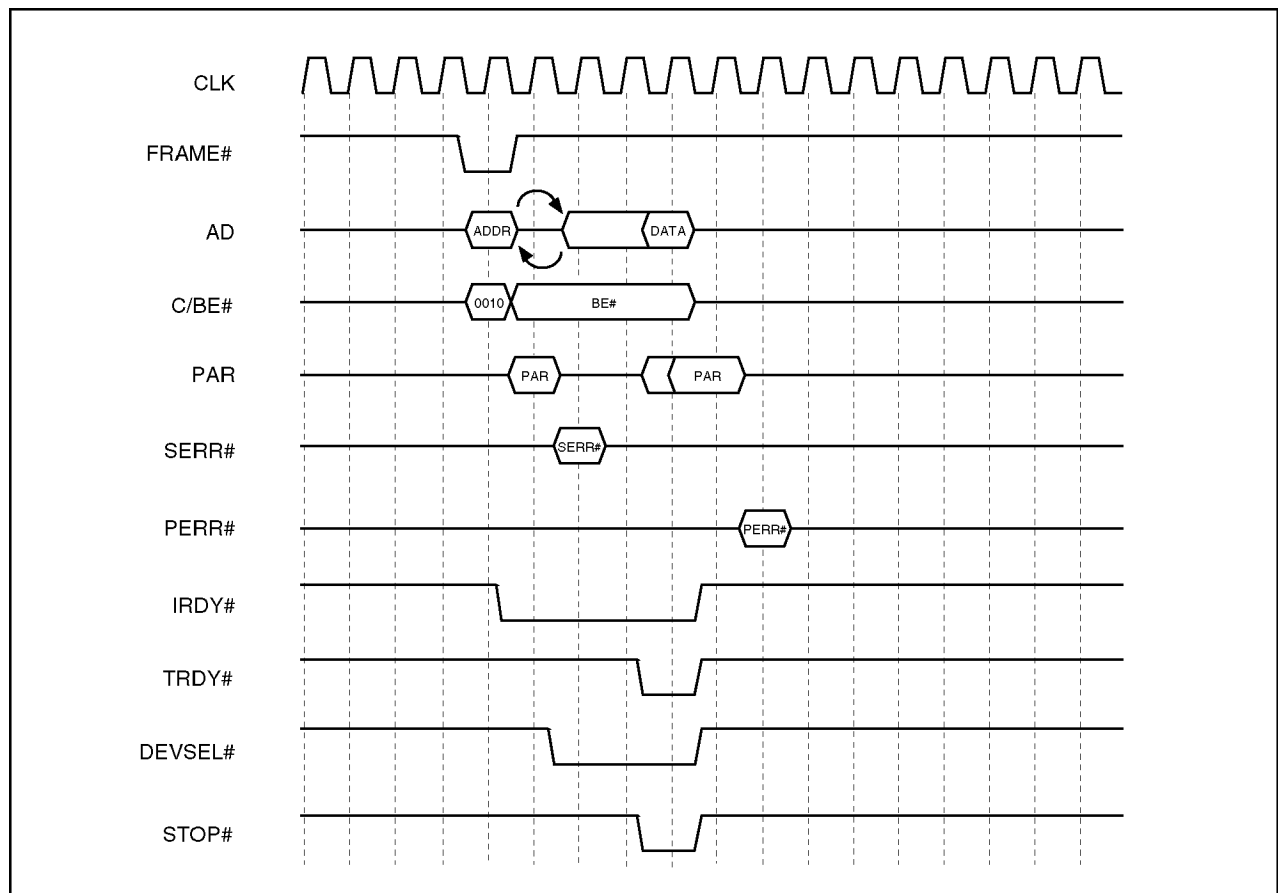 CLK
FRAME#
AD
ADDR
DATA
C/BE#
0010
BE#
PAR
PAR
PAR
SERR#
SERR#
PERR#
PERR#
IRDY#
TRDY#
DEVSEL#
STOP#